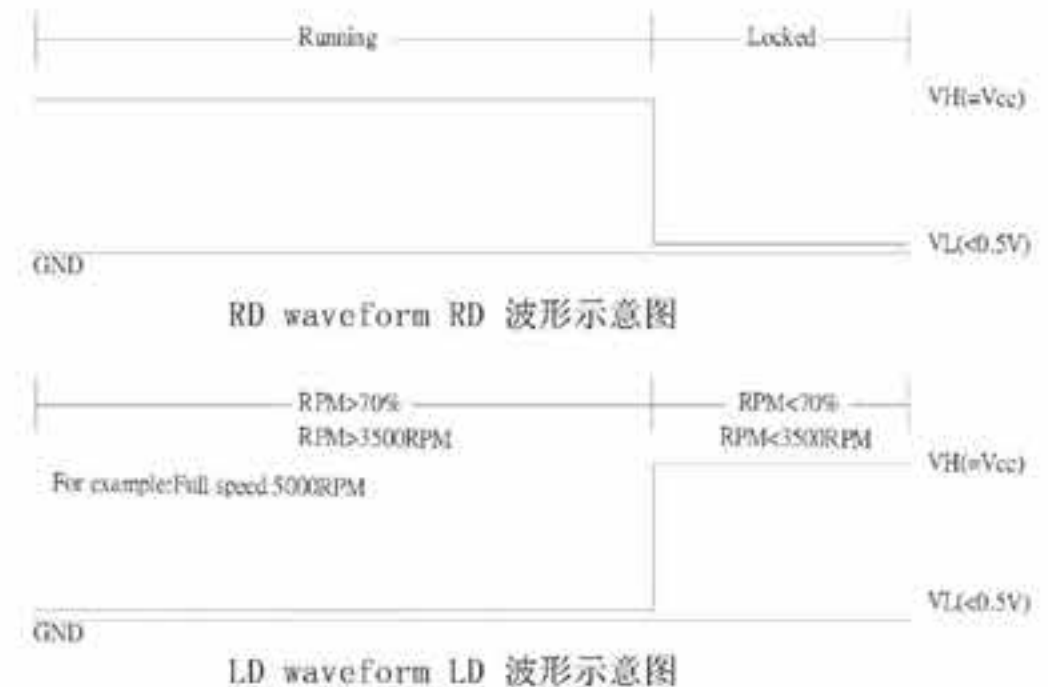 Running
Locked
VH(=Vcc)
VL(<0.5V)
GND
RD waveform RD 波形示意图
RPM>70%
RPM<70%
RPM>3500RPM
RPM<3500RPM
VH(=Vcc)
For example:Full speed 5000RPM
VL(<0.5V)
GND
LD waveform LD 波形示意图